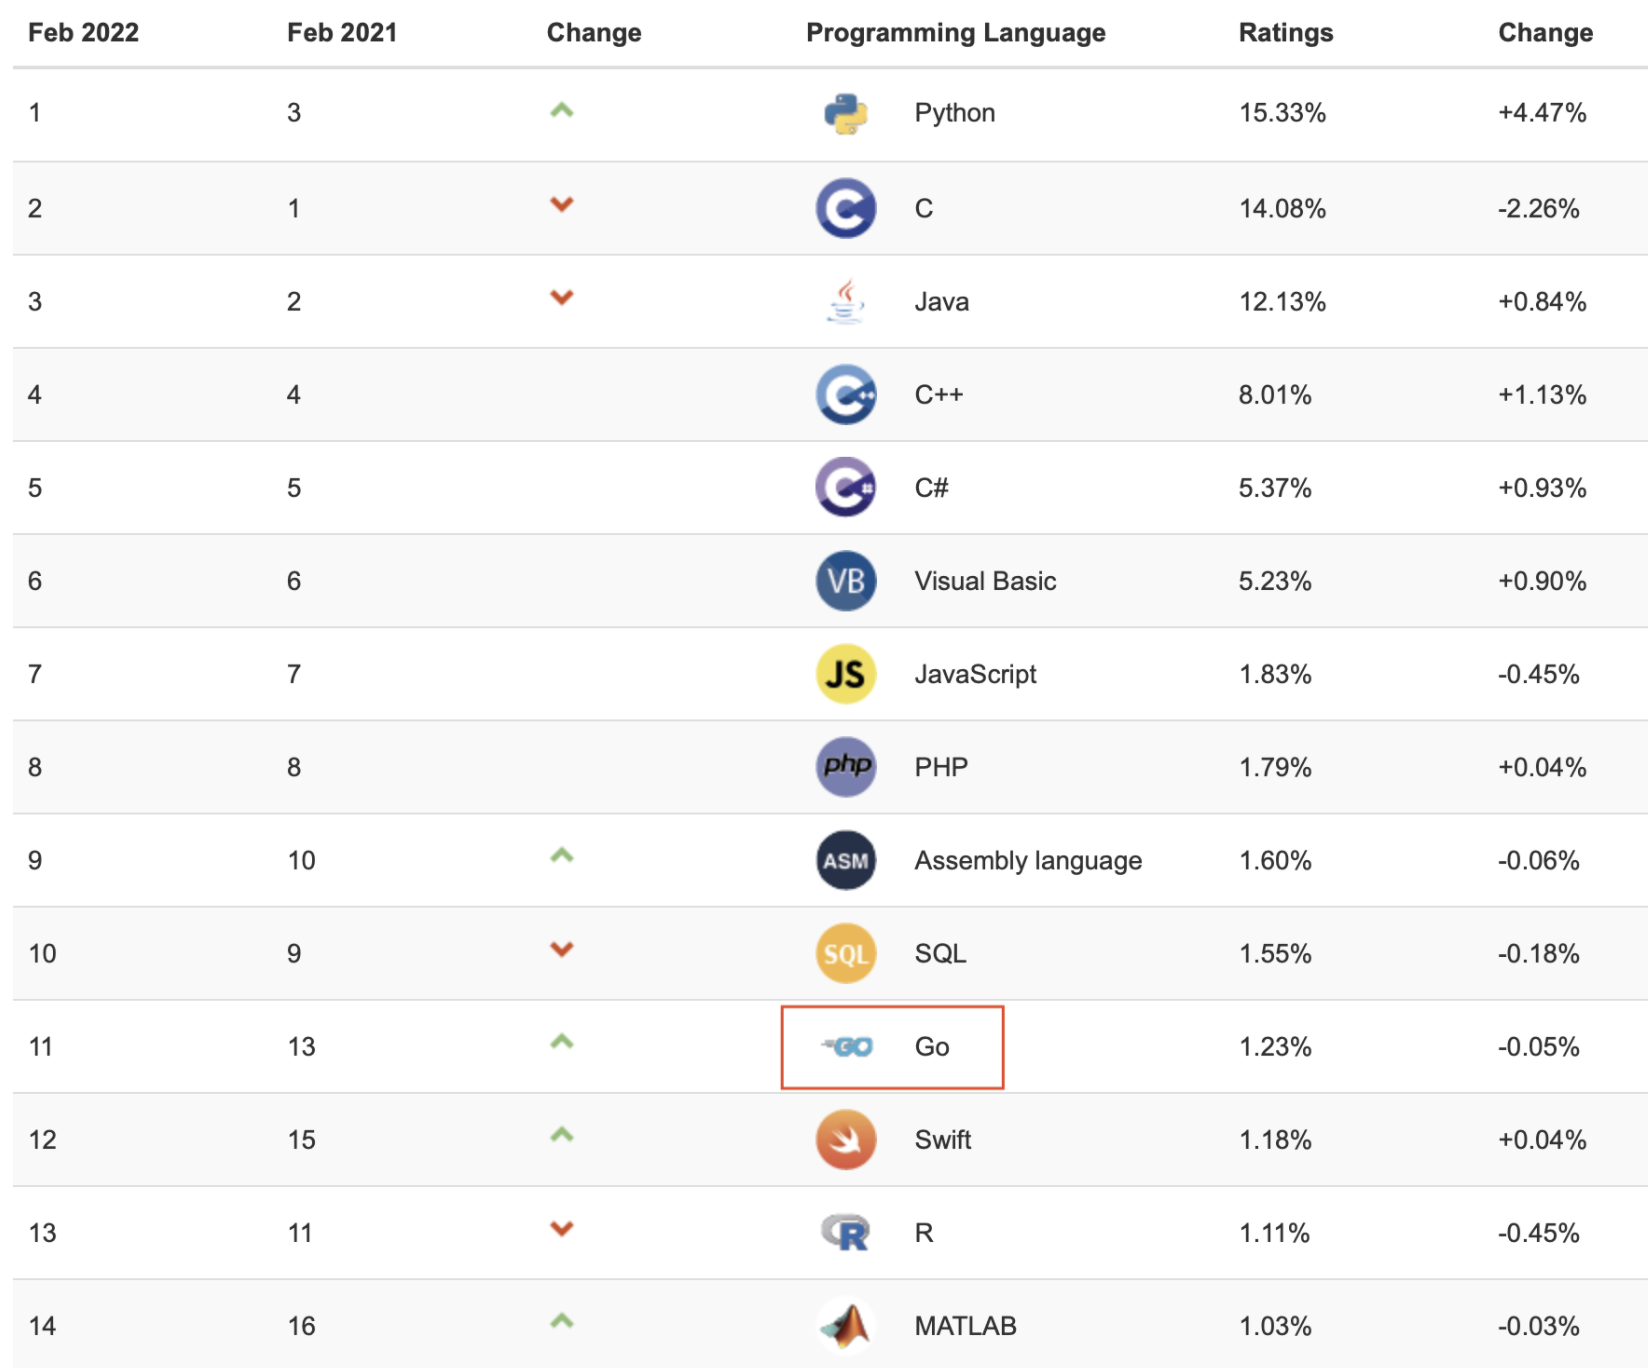 Feb 2022 Feb 2021 Change Programming Language Ratings Change
1 3 Python 15.33% +4.47%
2 1 C C 14.08% -2.26%
3 2 Java 12.13% +0.84%
4 4 C++ C++ 8.01% +1.13%
5 5 C# C# 5.37% +0.93%
6 6 VB Visual Basic 5.23% +0.90%
7 7 JS JavaScript 1.83% -0.45%
8 8 php PHP 1.79% +0.04%
9 10 ASM Assembly language 1.60% -0.06%
10 9 SQL SQL 1.55% -0.18%
11 13 GO Go 1.23% -0.05%
12 15 Swift 1.18% +0.04%
13 11 R R 1.11% -0.45%
14 16 MATLAB 1.03% -0.03%